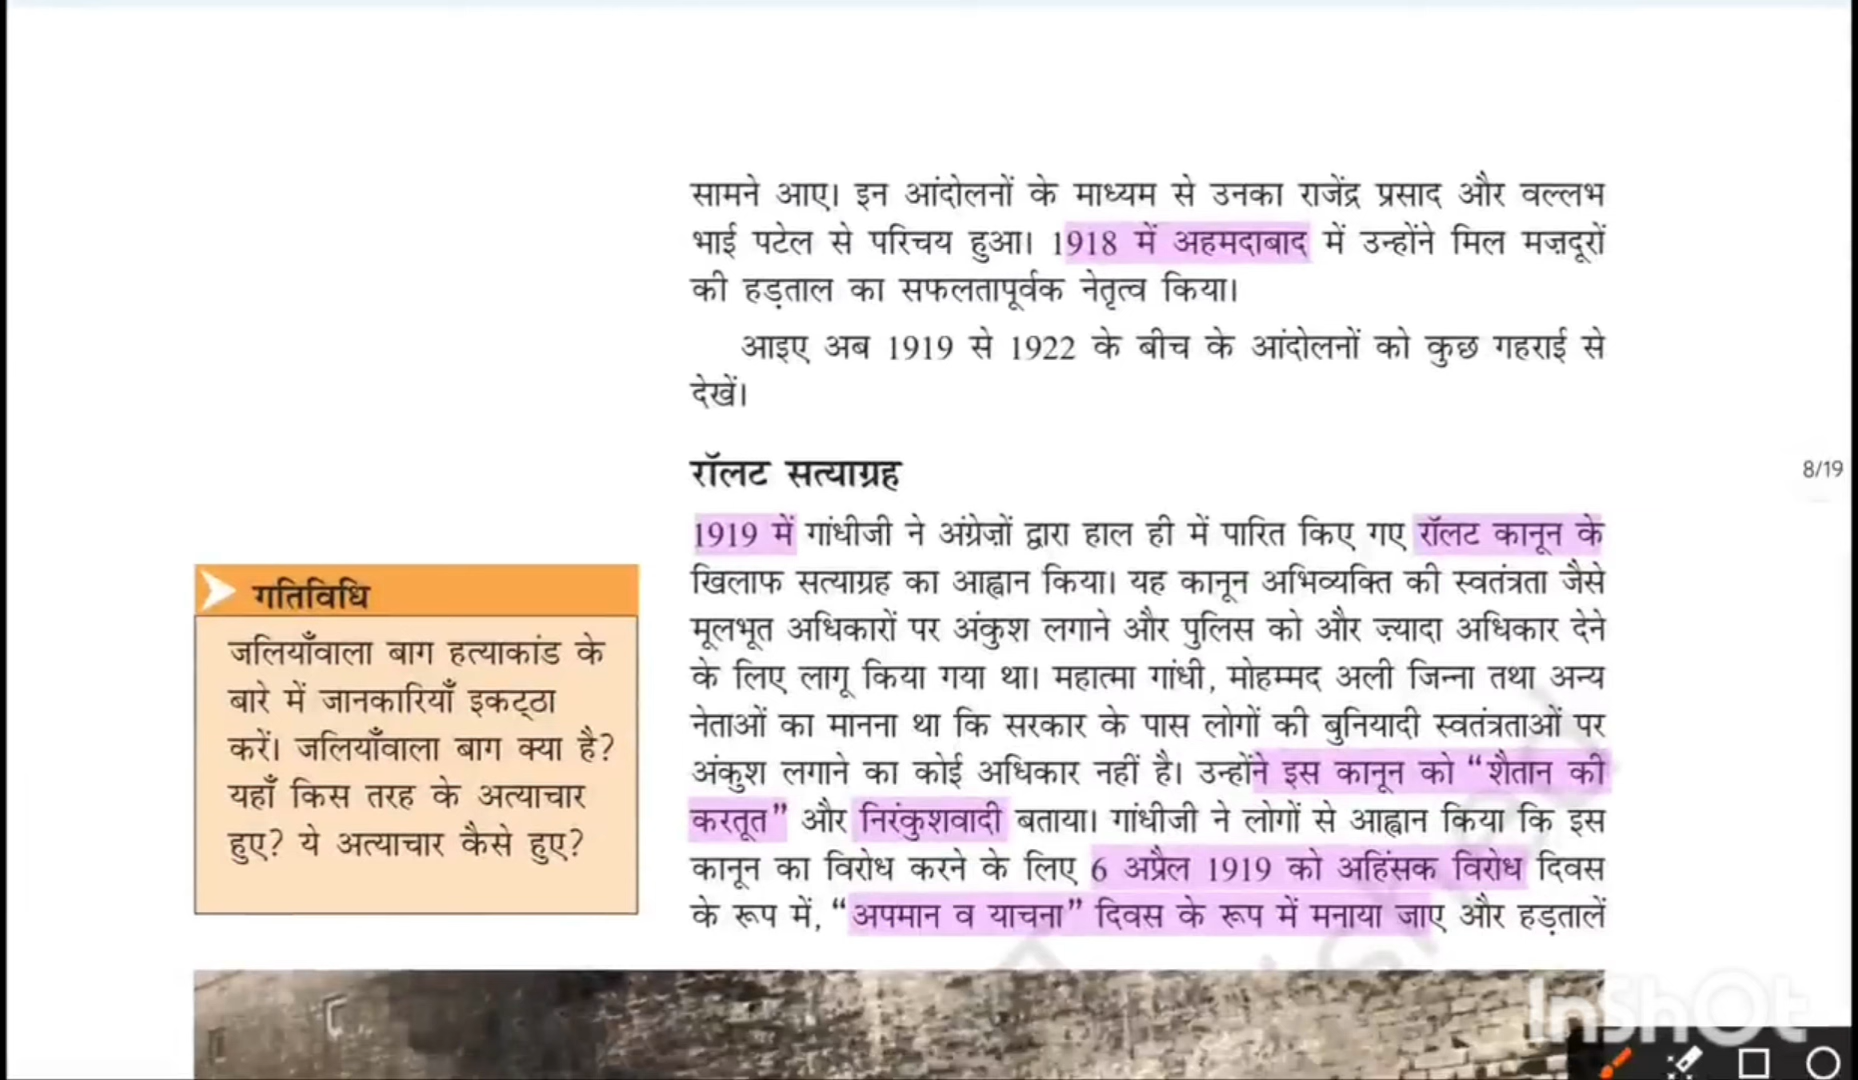 सामने आए। इन आंदोलनों के माध्यम से उनका राजेंद्र प्रसाद और वल्लभ
भाई पटेल से परिचय हुआ। 1918 में अहमदाबाद में उन्होंने मिल मज़दूरों
की हड़ताल का सफलतापूर्वक नेतृत्व किया।
आइए अब 1919 से 1922 के बीच के आंदोलनों को कुछ गहराई से
देखें।
रॉलट सत्याग्रह
8/19
1919 में गांधीजी ने अंग्रेज़ों द्वारा हाल ही में पारित किए गए रॉलट कानून के
खिलाफ सत्याग्रह का आह्वान किया। यह कानून अभिव्यक्ति की स्वतंत्रता जैसे
मूलभूत अधिकारों पर अंकुश लगाने और पुलिस को और ज़्यादा अधिकार देने
के लिए लागू किया गया था। महात्मा गांधी, मोहम्मद अली जिन्ना तथा अन्य
नेताओं का मानना था कि सरकार के पास लोगों की बुनियादी स्वतंत्रताओं पर
अंकुश लगाने का कोई अधिकार नहीं है। उन्होंने इस कानून को “शैतान की
करतूत” और निरंकुशवादी बताया। गांधीजी ने लोगों से आह्वान किया कि इस
कानून का विरोध करने के लिए 6 अप्रैल 1919 को अहिंसक विरोध दिवस
के रूप में, “अपमान व याचना” दिवस के रूप में मनाया जाए और हड़तालें
गतिविधि
जलियाँवाला बाग हत्याकांड के
बारे में जानकारियाँ इकट्ठा
करें। जलियाँवाला बाग क्या है?
यहाँ किस तरह के अत्याचार
हुए? ये अत्याचार कैसे हुए?
InShOt